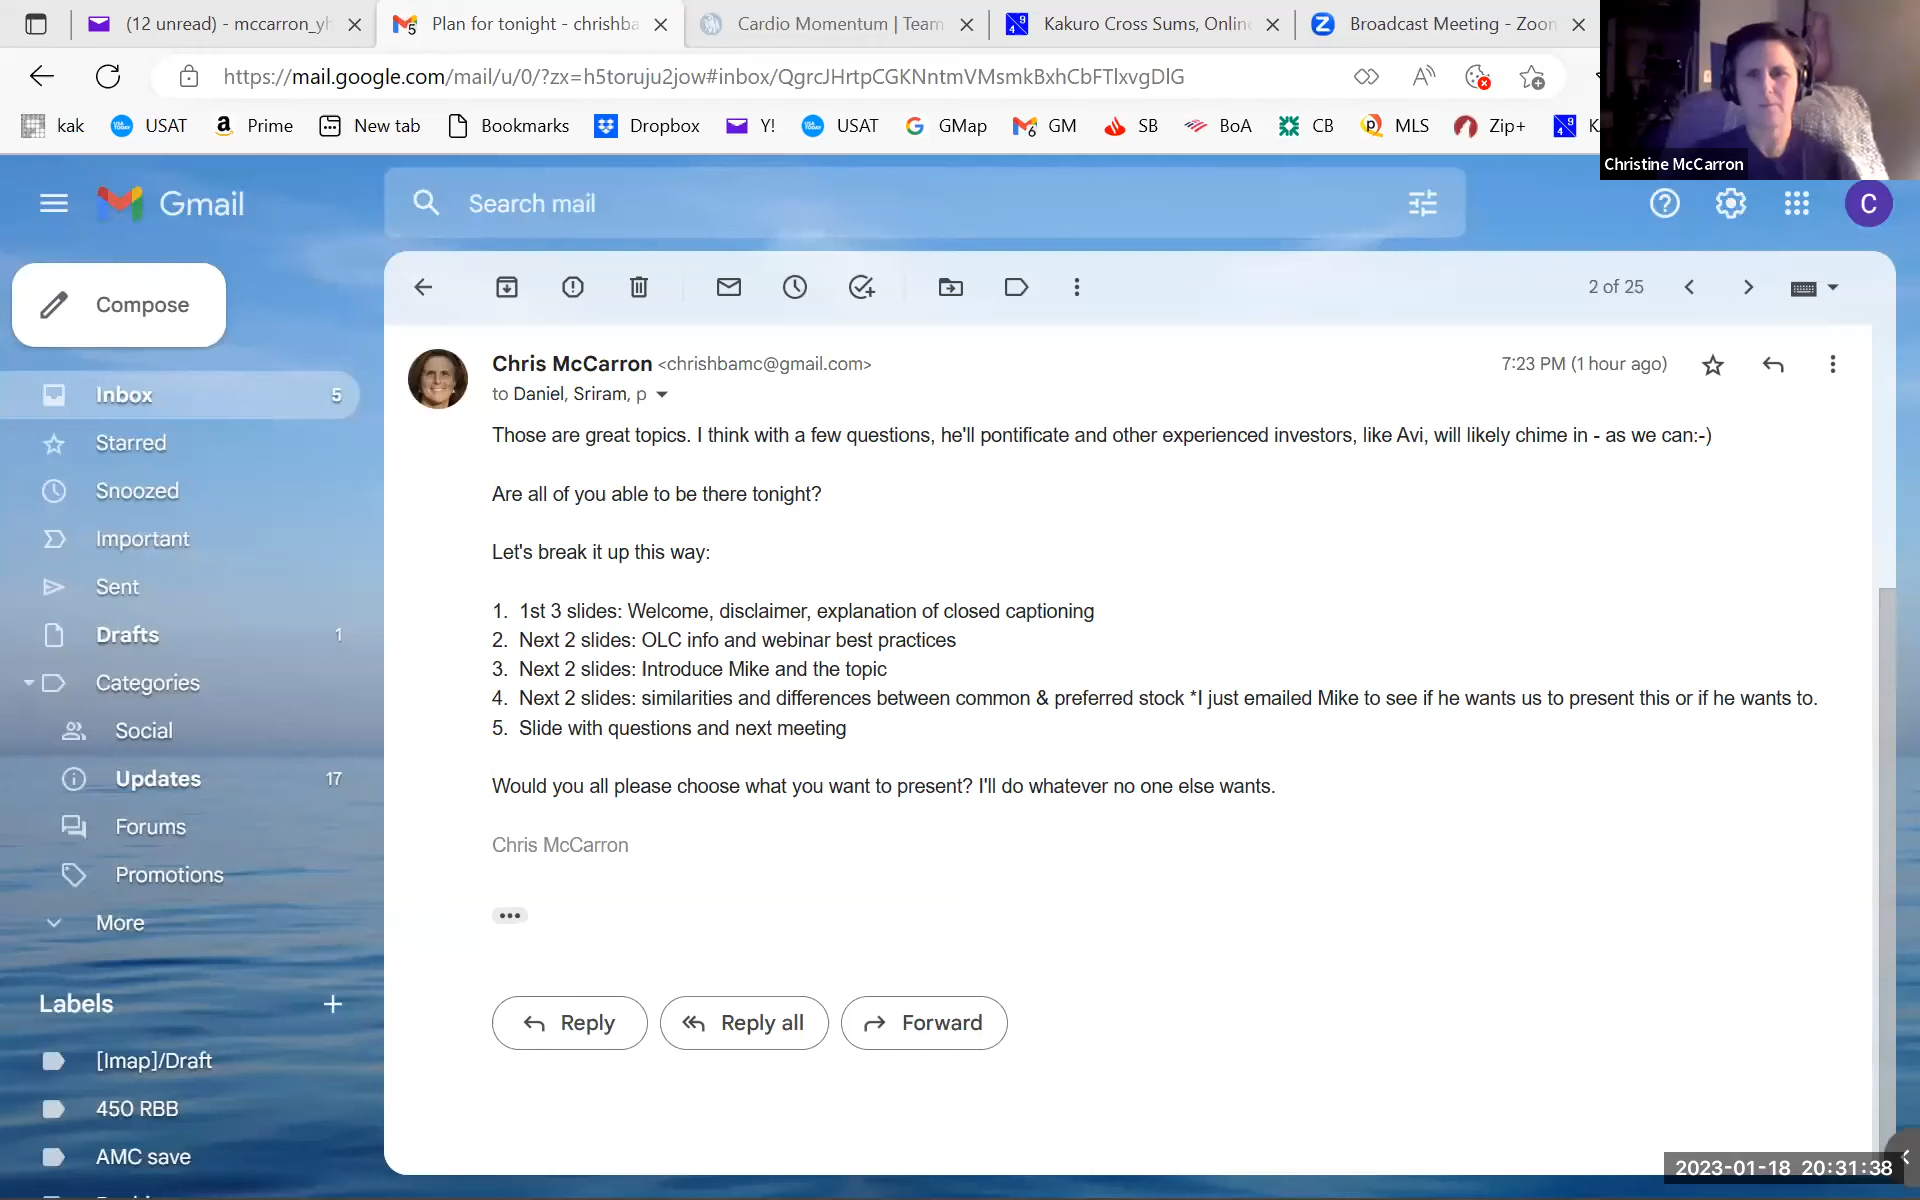 (12 unread) - mccarron_yh
Plan for tonight - chrishba
Cardio Momentum | Team
Kakuro Cross Sums, Onlin
Broadcast Meeting - Zoom
https://mail.google.com/mail/u/0/?zx=h5toruju2jow#inbox/QgrcJHrtpCGKNntmVMsmkBxhCbFTlxvgDlG
kak USAT Prime New tab Bookmarks Dropbox Y! USAT GMap GM SB BoA CB MLS Zip+ K
Christine McCarron
Gmail
Search mail
C
Compose
2 of 25
Inbox 5
Starred
Snoozed
Important
Sent
Drafts 1
Categories
Social
Updates 17
Forums
Promotions
More
Labels
[Imap]/Draft
450 RBB
AMC save
Chris McCarron <chrishbamc@gmail.com>
7:23 PM (1 hour ago)
to Daniel, Sriram, p
Those are great topics. I think with a few questions, he'll pontificate and other experienced investors, like Avi, will likely chime in - as we can:-)
Are all of you able to be there tonight?
Let's break it up this way:
1. 1st 3 slides: Welcome, disclaimer, explanation of closed captioning
2. Next 2 slides: OLC info and webinar best practices
3. Next 2 slides: Introduce Mike and the topic
4. Next 2 slides: similarities and differences between common & preferred stock *I just emailed Mike to see if he wants us to present this or if he wants to.
5. Slide with questions and next meeting
Would you all please choose what you want to present? I'll do whatever no one else wants.
Chris McCarron
Reply
Reply all
Forward
2023-01-18 20:31:38